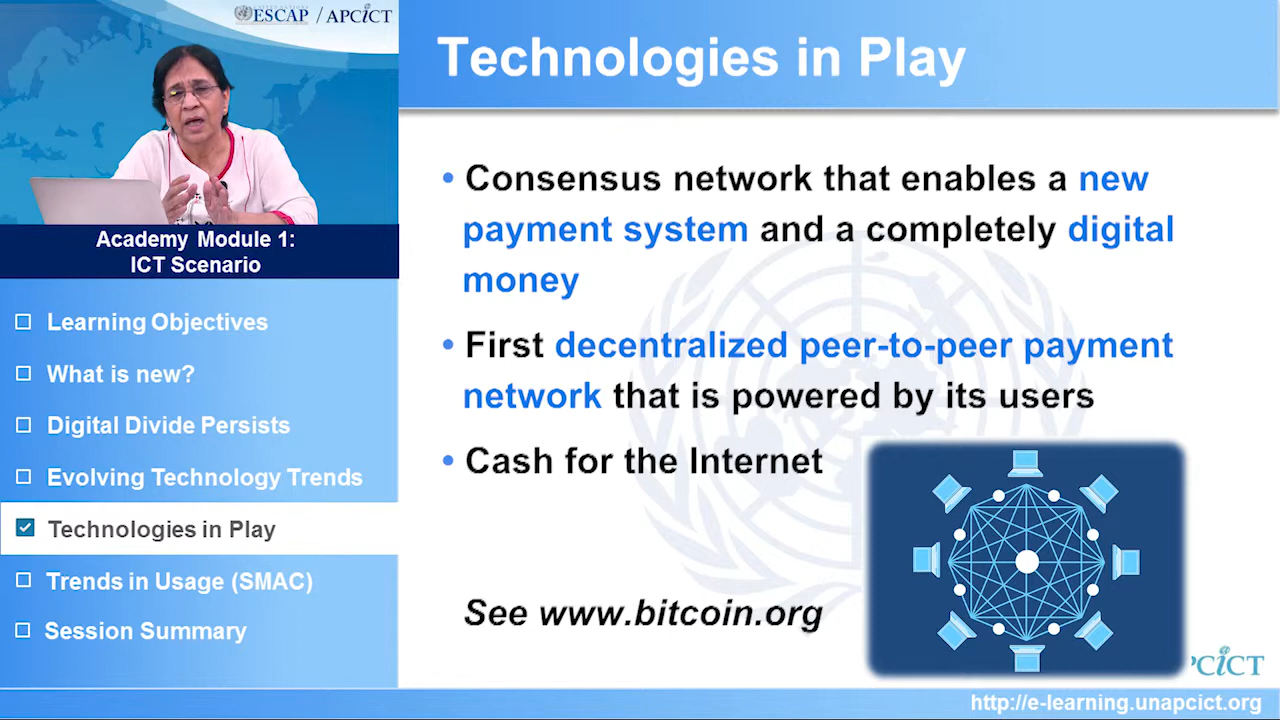 ESCAP / APCICT
Technologies in Play
Academy Module 1:
ICT Scenario
Learning Objectives
What is new?
Digital Divide Persists
Evolving Technology Trends
Technologies in Play
Trends in Usage (SMAC)
Session Summary
• Consensus network that enables a new
payment system and a completely digital
money
• First decentralized peer-to-peer payment
network that is powered by its users
• Cash for the Internet
See www.bitcoin.org
PCICT
http://e-learning.unapcict.org